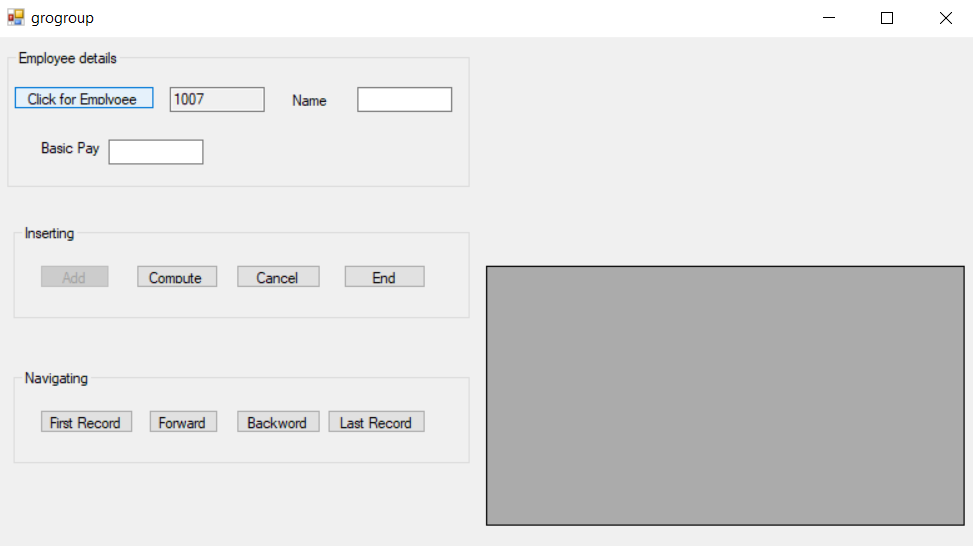 grogroup
Employee details
Click for Emplyoee 1007 Name
Basic Pay
Inserting
Add Compute Cancel End
Navigating
First Record Forward Backword Last Record